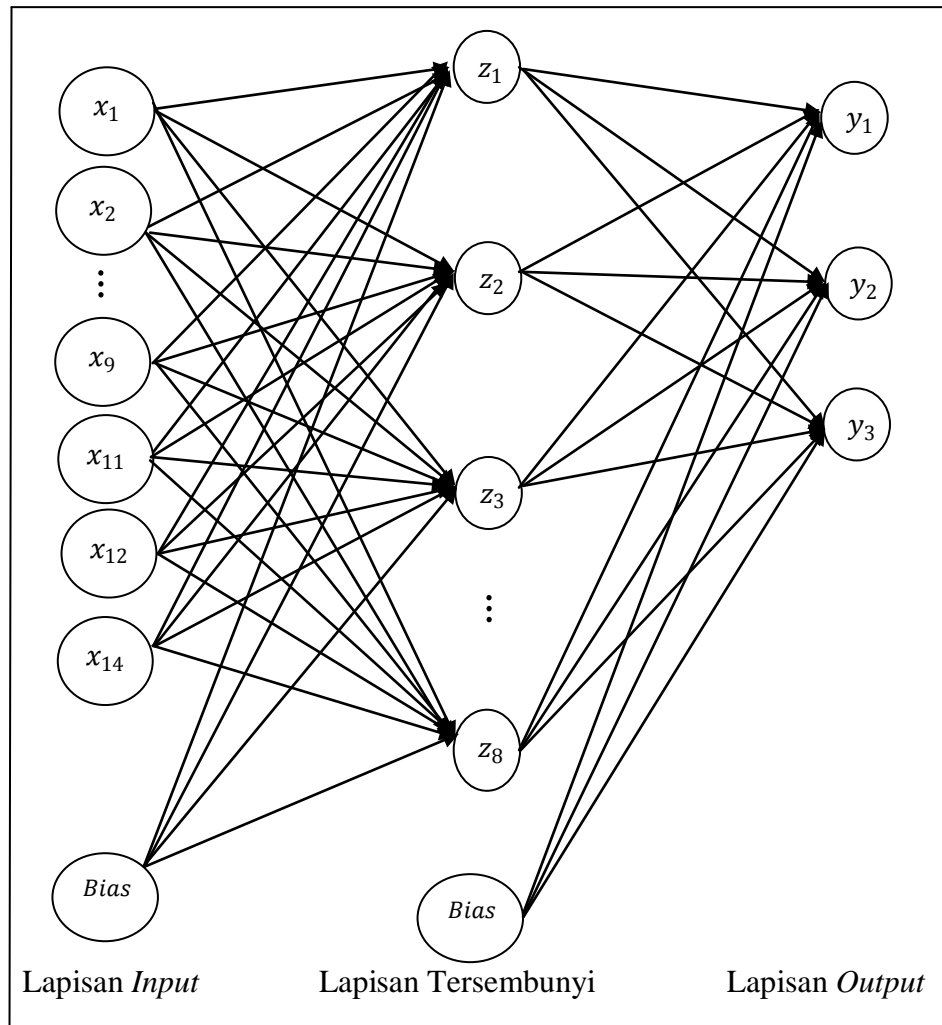 x₁
x₂
⋮
x₉
x₁₁
x₁₂
x₁₄
Bias
z₁
z₂
z₃
⋮
z₈
Bias
y₁
y₂
y₃
Lapisan Input
Lapisan Tersembunyi
Lapisan Output